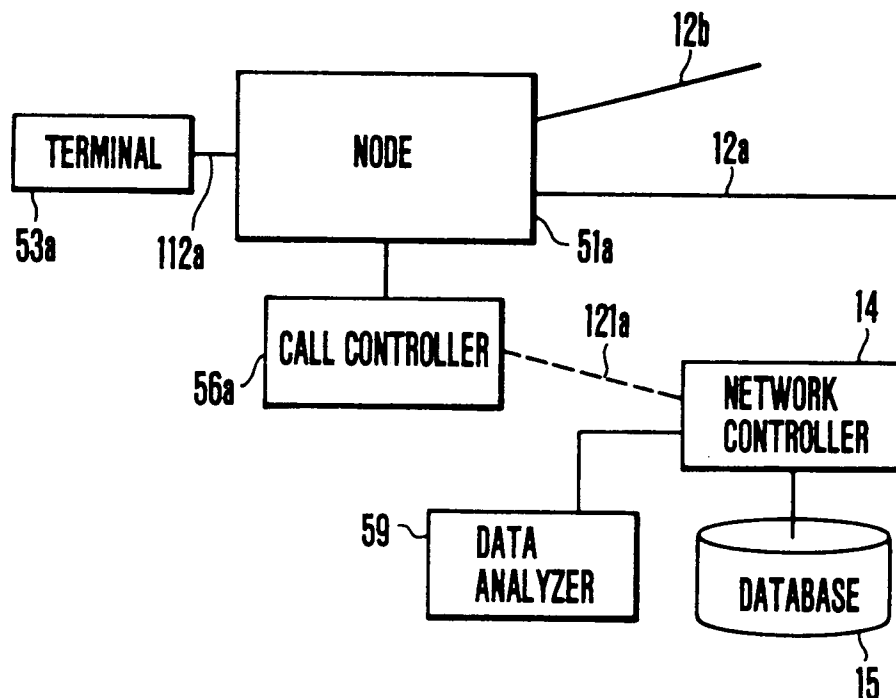 12b
TERMINAL
NODE
12a
53a
112a
51a
CALL CONTROLLER
121a
14
56a
NETWORK
CONTROLLER
59
DATA
ANALYZER
DATABASE
15